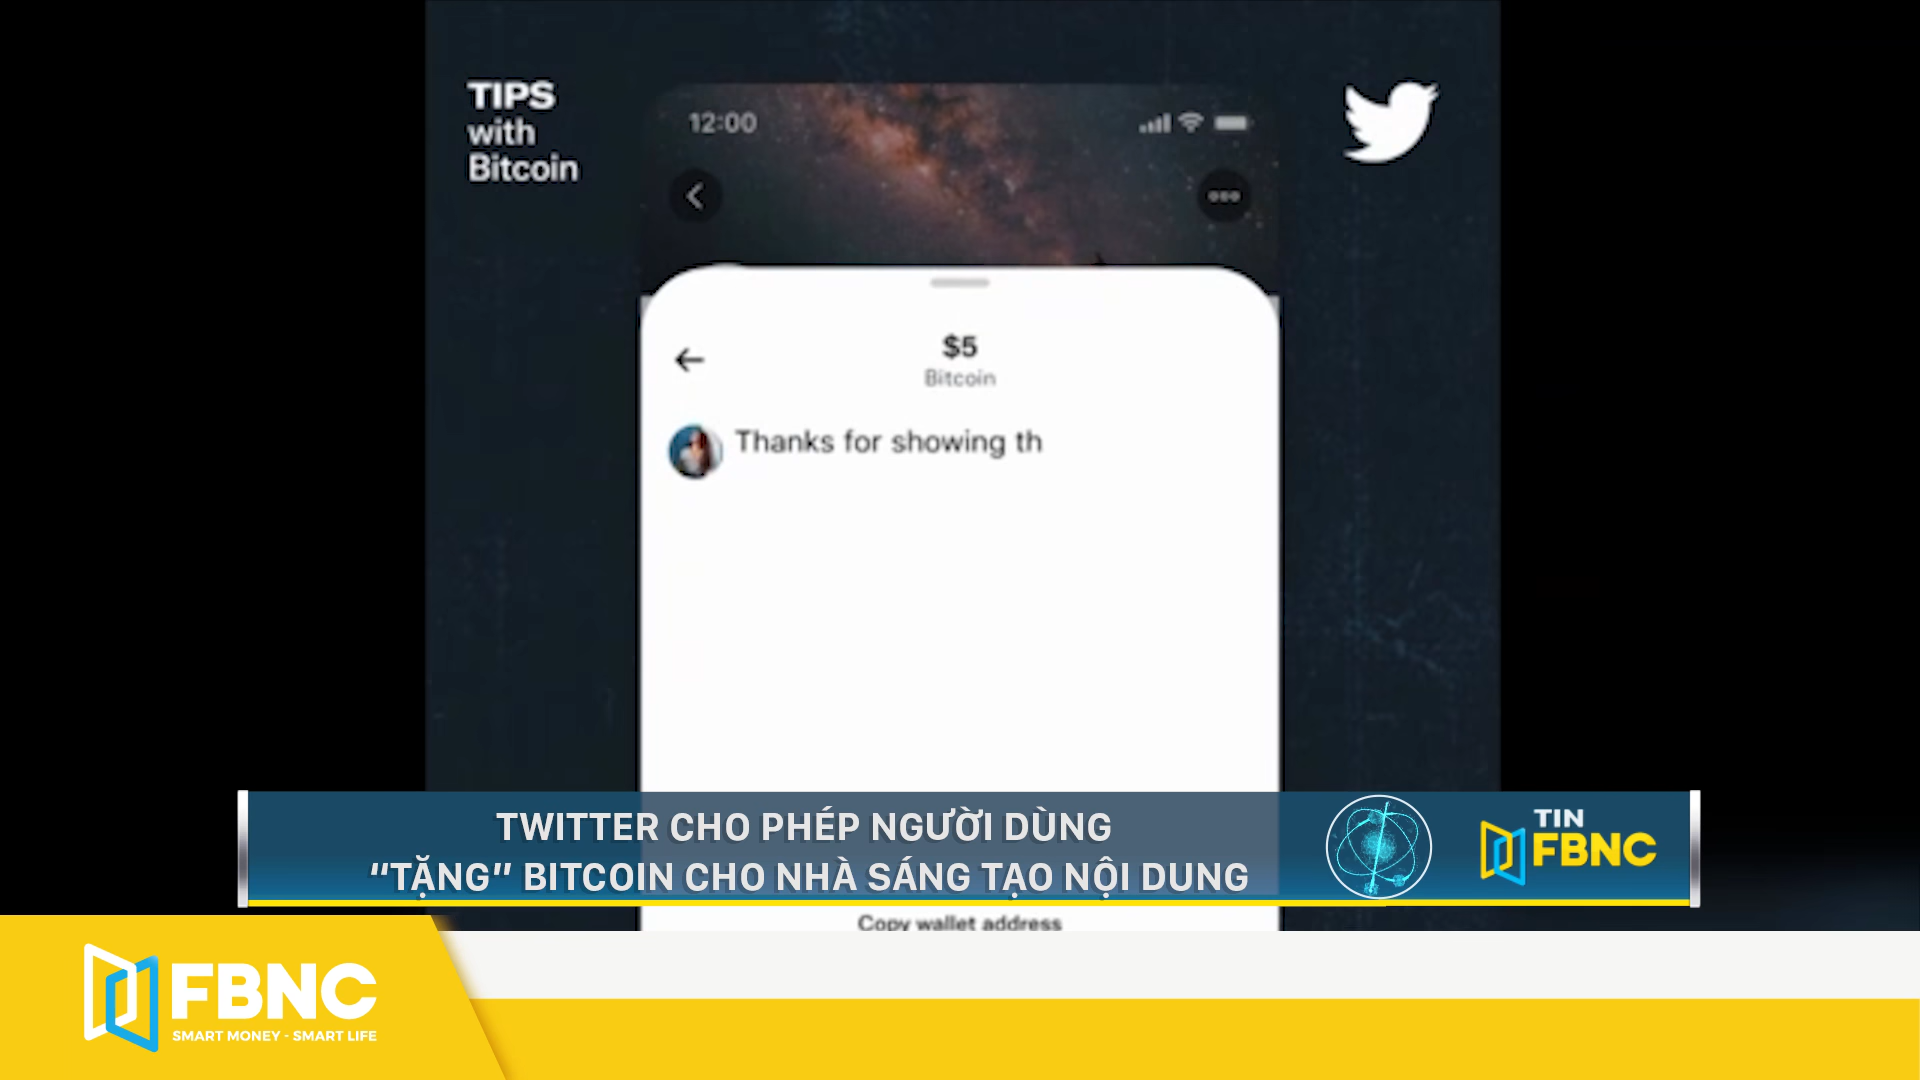 TIPS
with
Bitcoin
12:00
$5
Bitcoin
Thanks for showing th
TWITTER CHO PHÉP NGƯỜI DÙNG
“TẶNG” BITCOIN CHO NHÀ SÁNG TẠO NỘI DUNG
TIN
FBNC
Copy wallet address
FBNC
SMART MONEY - SMART LIFE